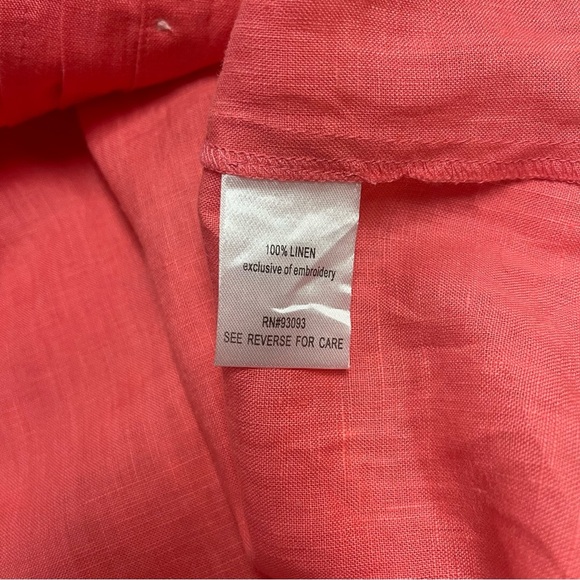 100% LINEN
exclusive of embroidery
RN#93093
SEE REVERSE FOR CARE